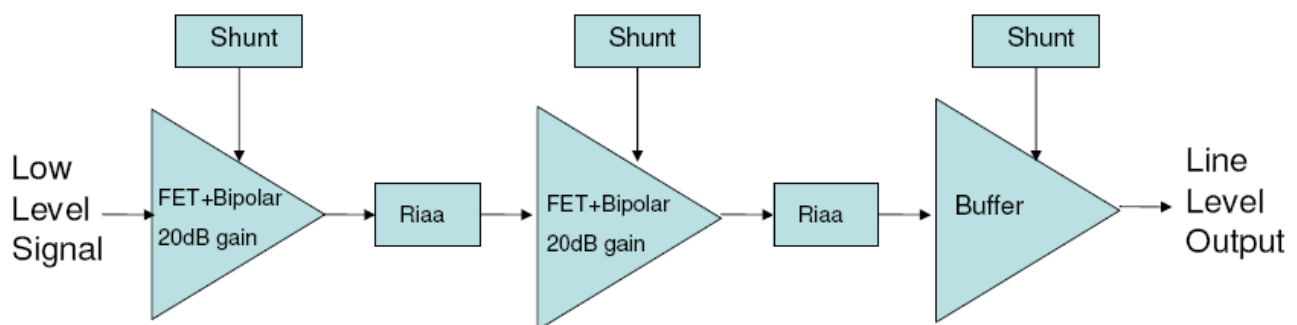 Shunt
Shunt
Shunt
Low
Level
Signal
FET+Bipolar
20dB gain
Riaa
FET+Bipolar
20dB gain
Riaa
Buffer
Line
Level
Output